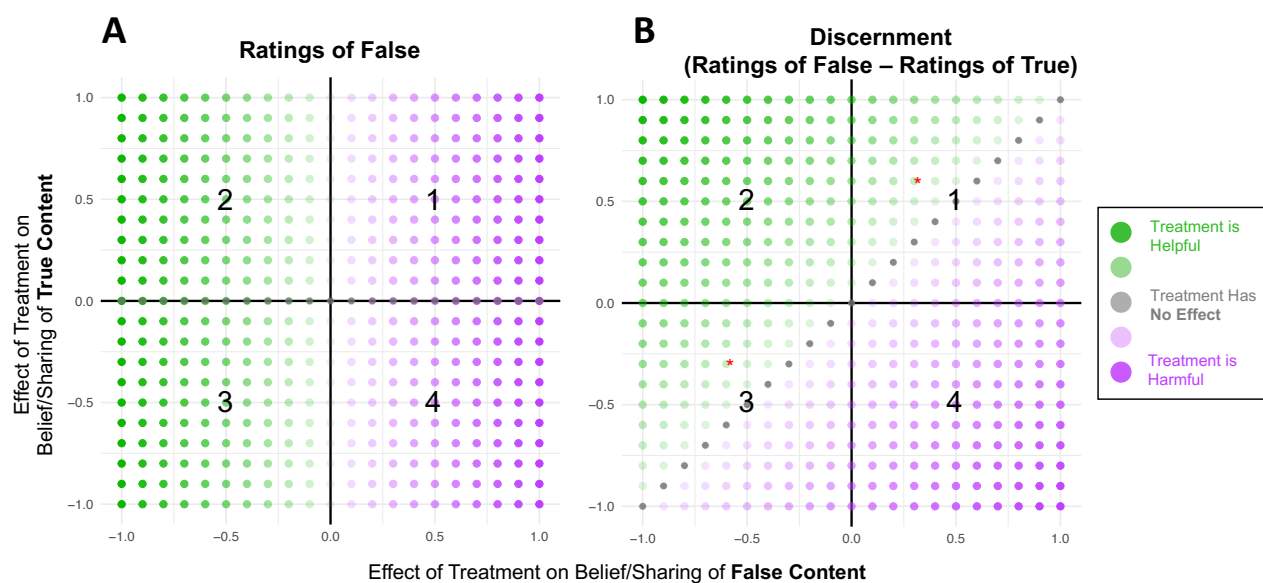 A
Ratings of False
B
Discernment
(Ratings of False – Ratings of True)
Effect of Treatment on
Belief/Sharing of True Content
1.0
0.5
0.0
−0.5
−1.0
2
1
3
4
−1.0
−0.5
0.0
0.5
1.0
1.0
0.5
0.0
−0.5
−1.0
*
2
1
*
3
4
−1.0
−0.5
0.0
0.5
1.0
Effect of Treatment on Belief/Sharing of False Content
Treatment is
Helpful
Treatment Has
No Effect
Treatment is
Harmful